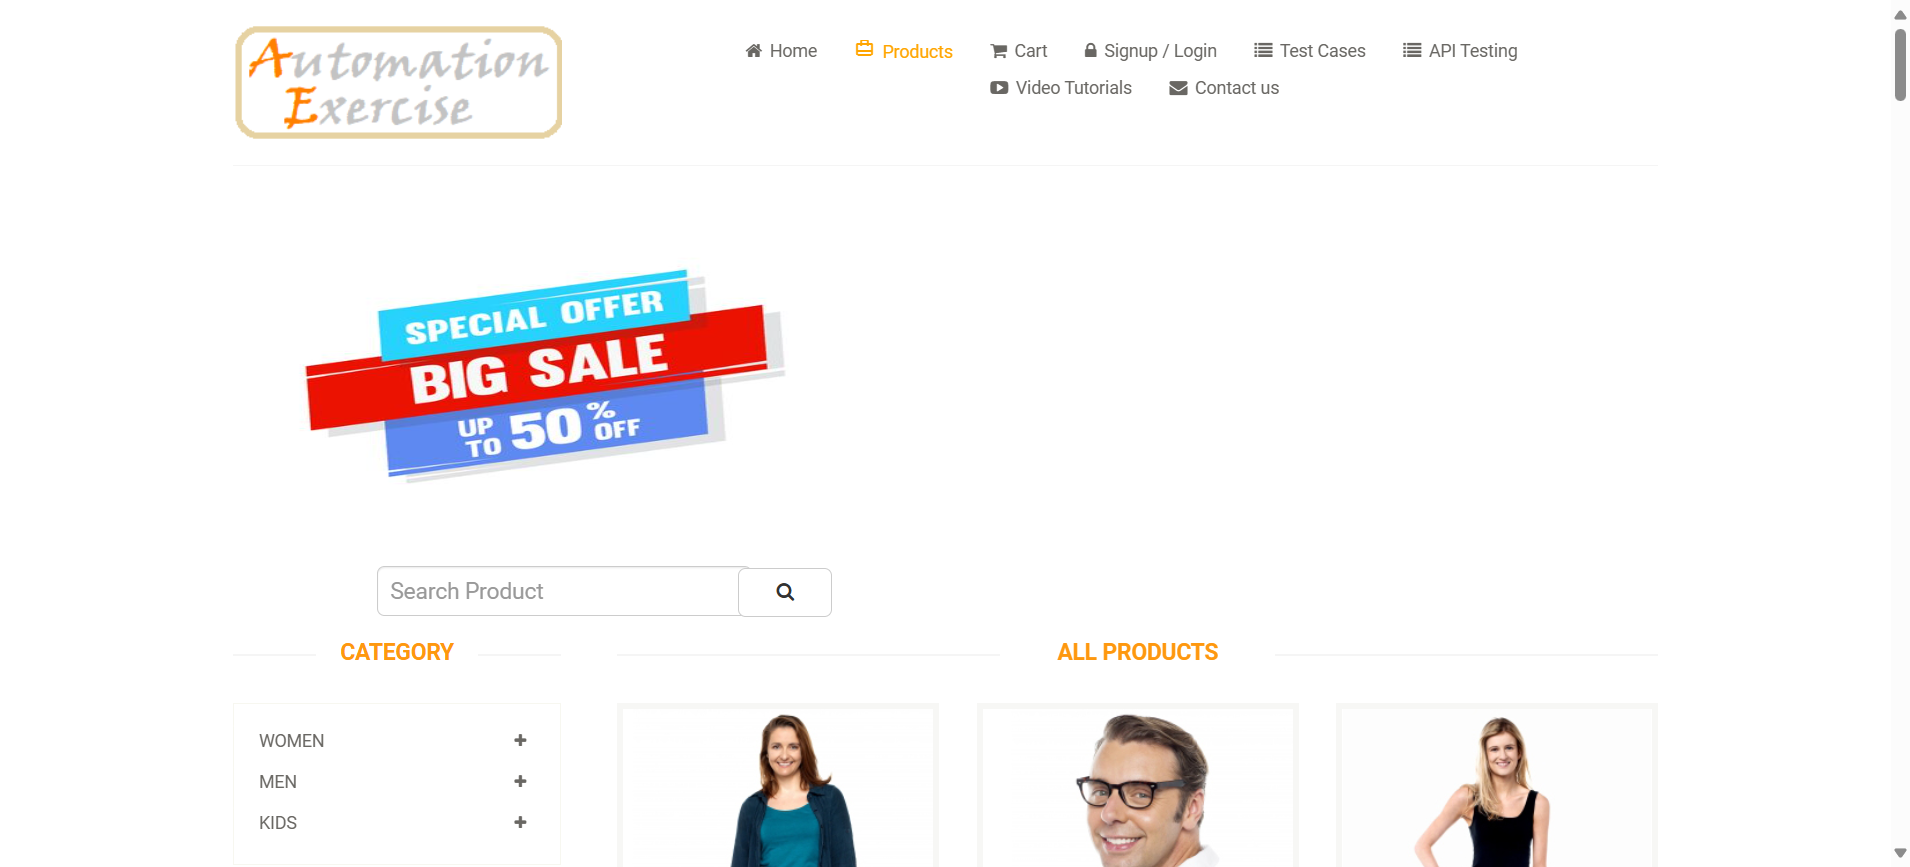 Automation
Exercise
Home
Products
Cart
Signup / Login
Test Cases
API Testing
Video Tutorials
Contact us
SPECIAL OFFER
BIG SALE
UP TO 50% OFF
Search Product
CATEGORY
ALL PRODUCTS
WOMEN
MEN
KIDS